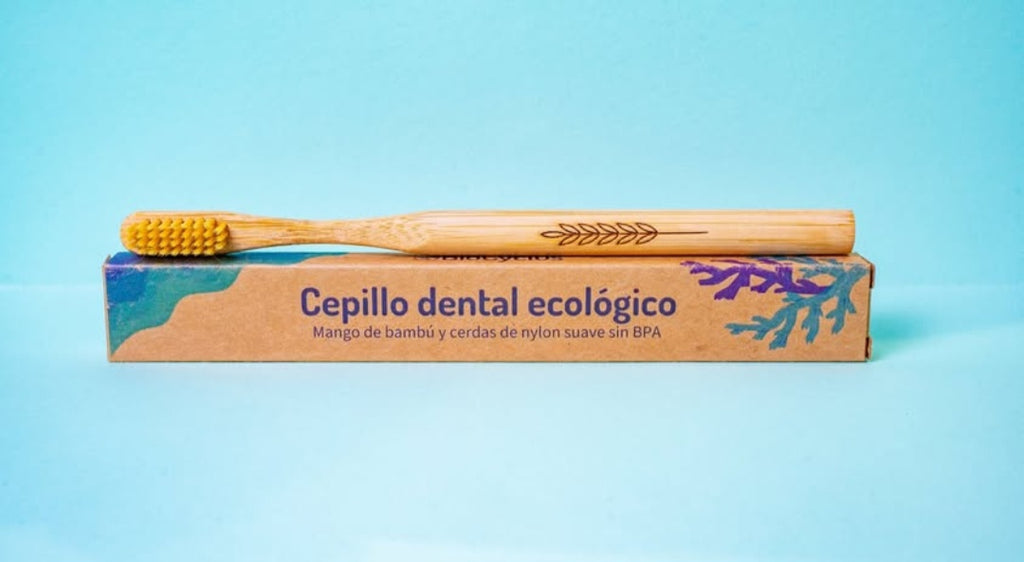 Cepillo dental ecológico
Mango de bambú y cerdas de nylon suave sin BPA